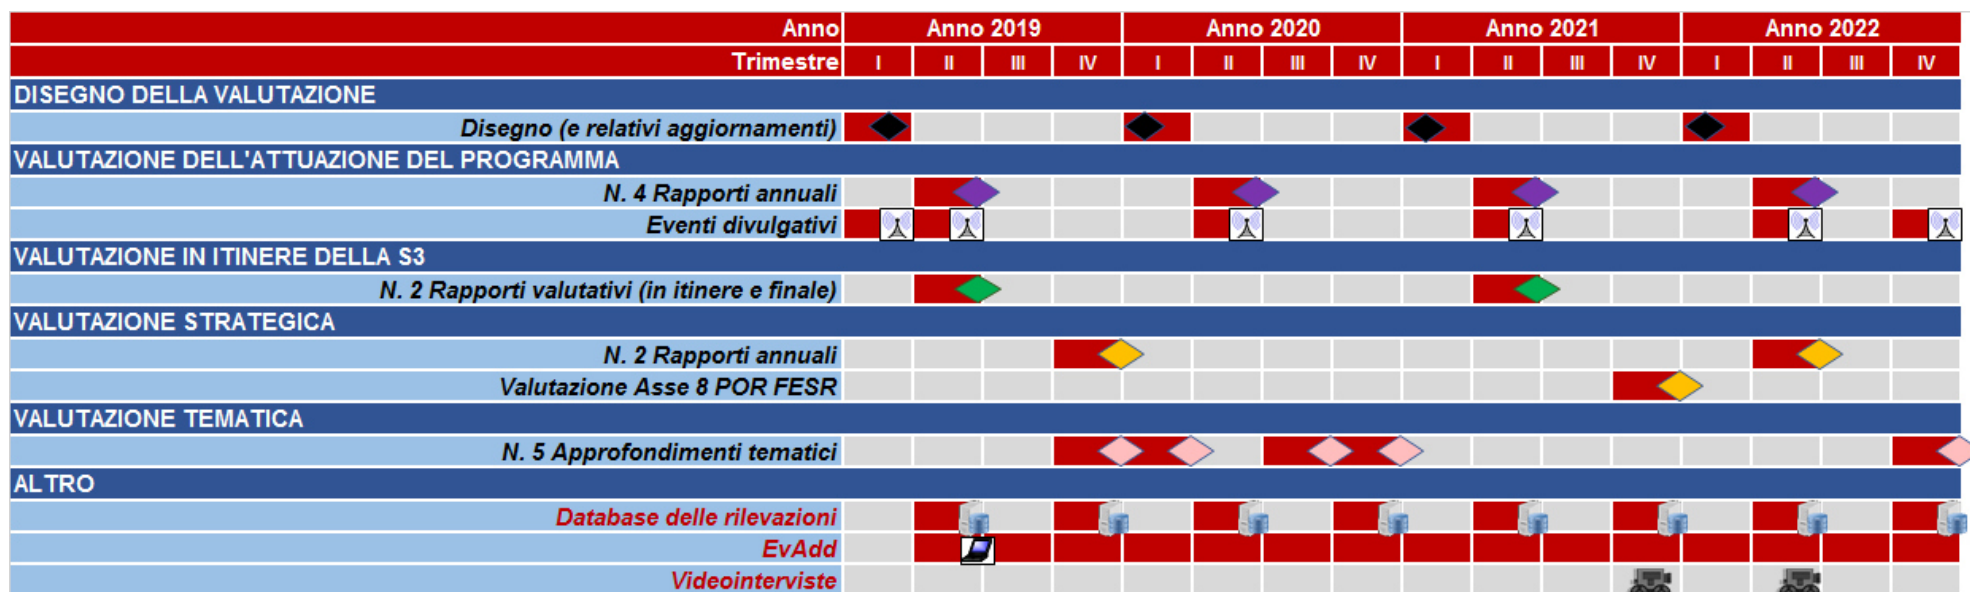 Anno Anno 2019 Anno 2020 Anno 2021 Anno 2022
Trimestre I II III IV I II III IV I II III IV I II III IV
DISEGNO DELLA VALUTAZIONE
Disegno (e relativi aggiornamenti)
VALUTAZIONE DELL'ATTUAZIONE DEL PROGRAMMA
N. 4 Rapporti annuali
Eventi divulgativi
VALUTAZIONE IN ITINERE DELLA S3
N. 2 Rapporti valutativi (in itinere e finale)
VALUTAZIONE STRATEGICA
N. 2 Rapporti annuali
Valutazione Asse 8 POR FESR
VALUTAZIONE TEMATICA
N. 5 Approfondimenti tematici
ALTRO
Database delle rilevazioni
EvAdd
Videointerviste